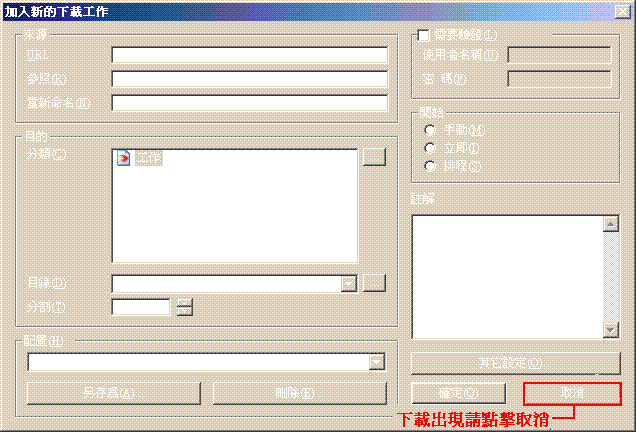 加入新的下載工作
來源
URL
參照(R)
重新命名(N)
需要驗證(L)
使用者名稱(U)
密 碼(P)
目的
分類(C)
工作
目錄(D)
分割(T)
開始
手動(M)
立即(I)
排程(S)
註解
配置(H)
另存為(A)
刪除(E)
其它設定(O)
確定(O)
取消
下載出現請點擊取消